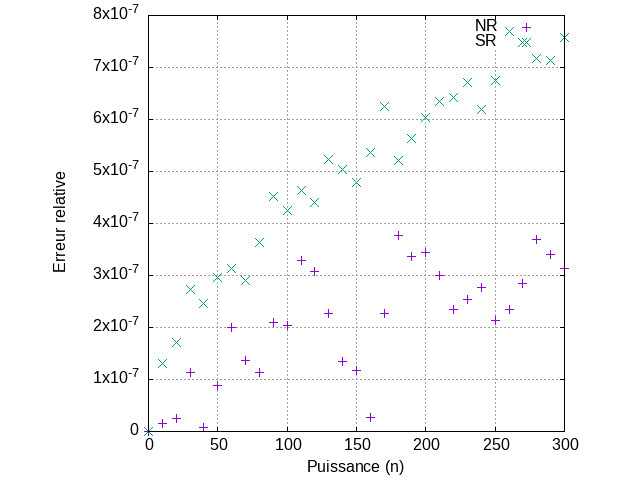 8x10-7
7x10-7
6x10-7
5x10-7
4x10-7
3x10-7
2x10-7
1x10-7
0
0 50 100 150 200 250 300
Erreur relative
Puissance (n)
NR
SR